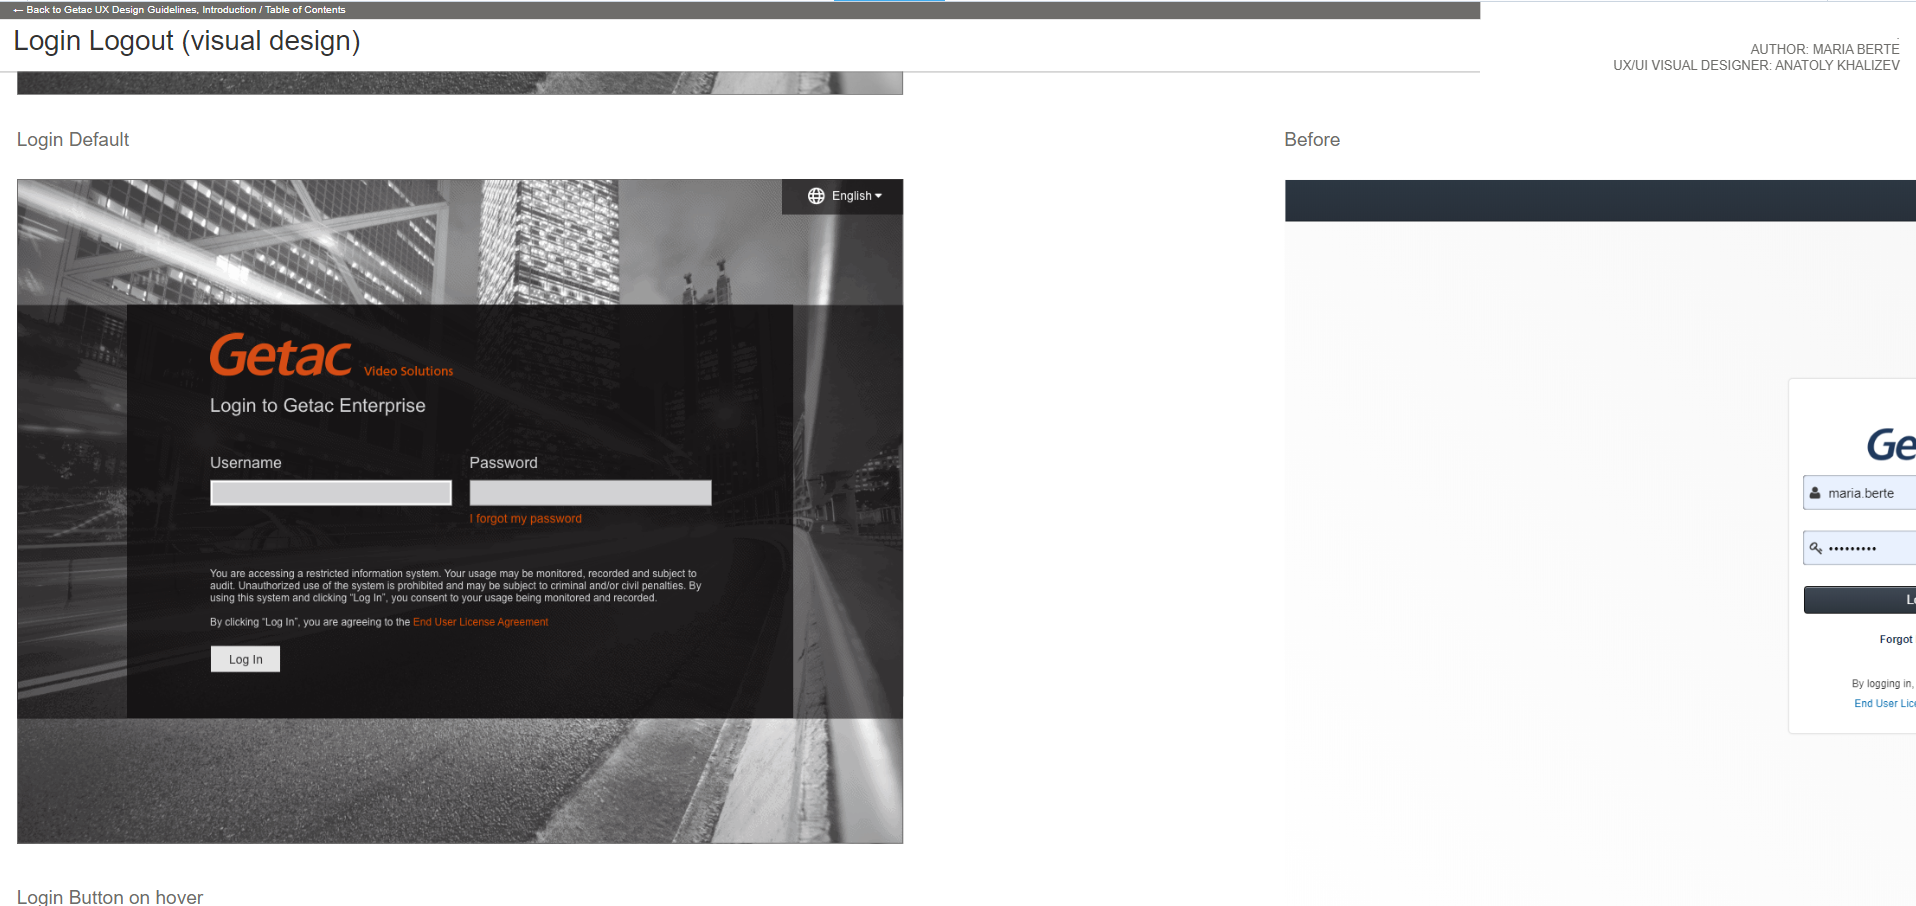 ← Back to Getac UX Design Guidelines, Introduction / Table of Contents
Login Logout (visual design)
AUTHOR: MARIA BERTE
UX/UI VISUAL DESIGNER: ANATOLY KHALIZEV
Login Default
Before
English
Getac Video Solutions
Login to Getac Enterprise
Username
Password
I forgot my password
You are accessing a restricted information system. Your usage may be monitored, recorded and subject to
audit. Unauthorized use of the system is prohibited and may be subject to criminal and/or civil penalties. By
using this system and clicking “Log In”, you consent to your usage being monitored and recorded.
By clicking “Log In”, you are agreeing to the End User License Agreement
Log In
Ge
maria.berte
•••••••••
L
Forgot
By logging in,
End User Lic
Login Button on hover